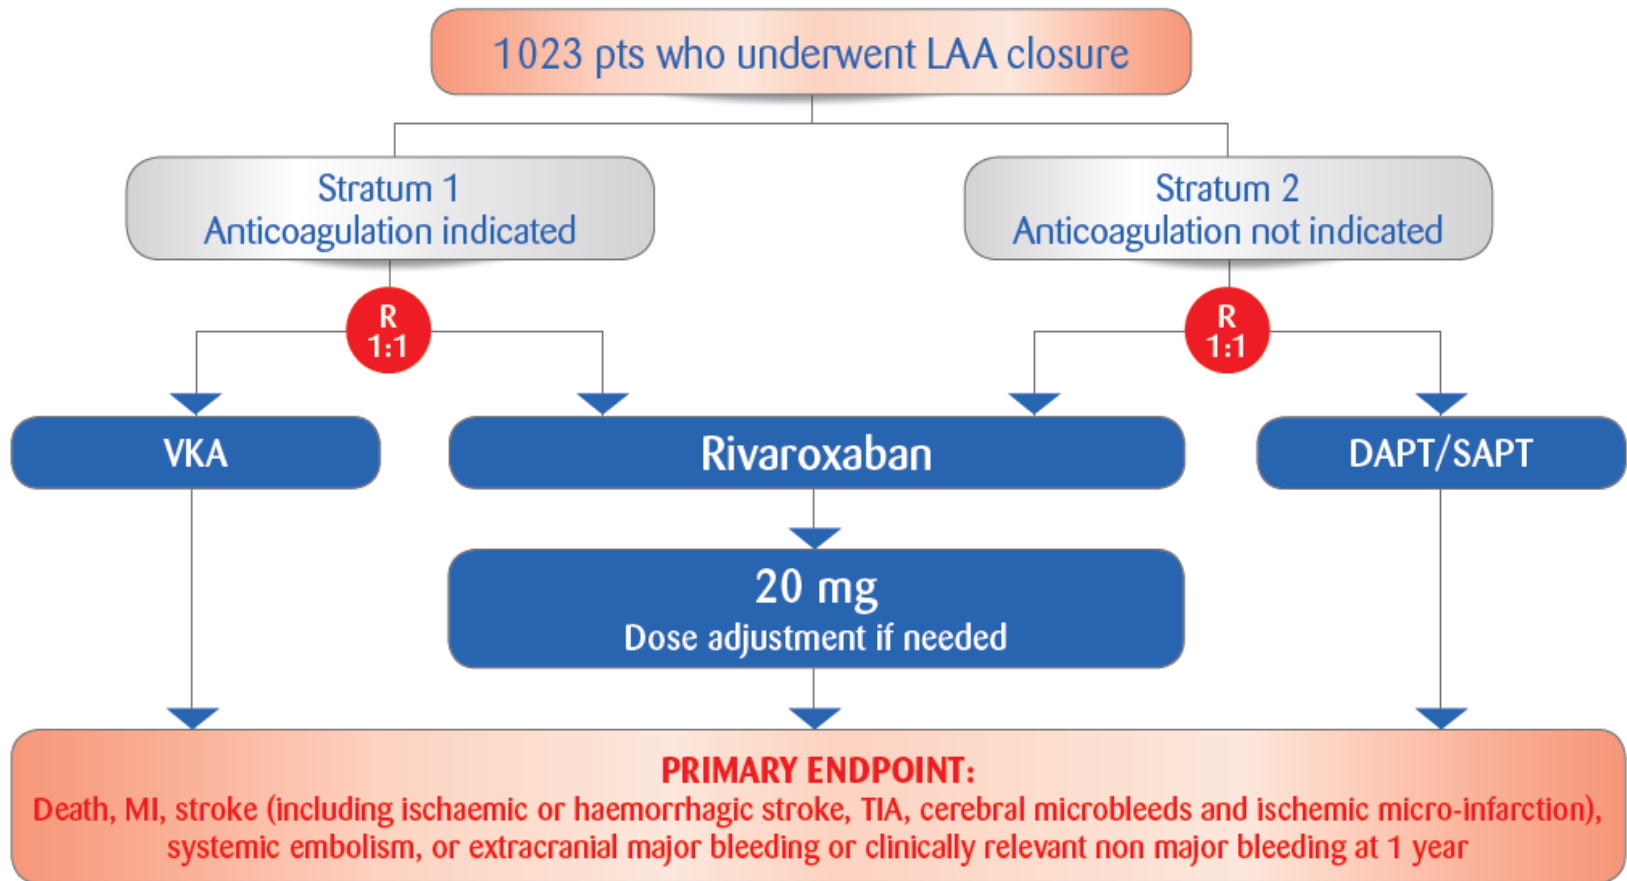 1023 pts who underwent LAA closure
Stratum 1
Anticoagulation indicated
Stratum 2
Anticoagulation not indicated
R
1:1
R
1:1
VKA
Rivaroxaban
DAPT/SAPT
20 mg
Dose adjustment if needed
PRIMARY ENDPOINT:
Death, MI, stroke (including ischaemic or haemorrhagic stroke, TIA, cerebral microbleeds and ischemic micro-infarction),
systemic embolism, or extracranial major bleeding or clinically relevant non major bleeding at 1 year